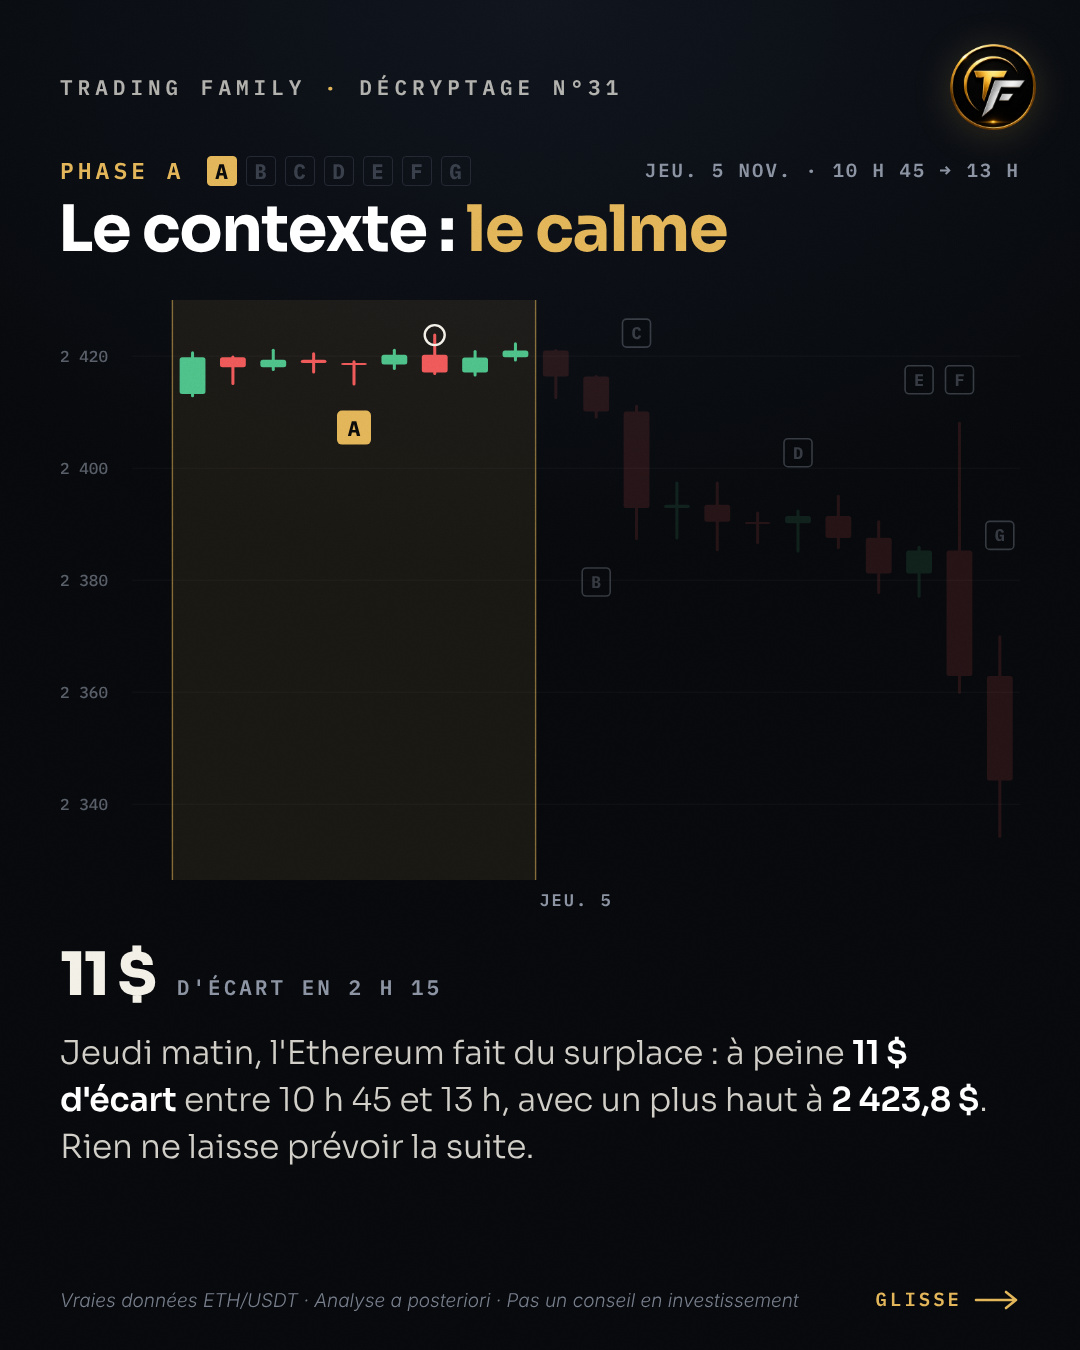 TRADING FAMILY · DÉCRYPTAGE N°31
TF
PHASE A A B C D E F G
JEU. 5 NOV. · 10 H 45 → 13 H
Le contexte : le calme
C
2 420
E F
A
D
2 400
G
B
2 380
2 360
2 340
JEU. 5
11 $ D'ÉCART EN 2 H 15
Jeudi matin, l'Ethereum fait du surplace : à peine 11 $
d'écart entre 10 h 45 et 13 h, avec un plus haut à 2 423,8 $.
Rien ne laisse prévoir la suite.
Vraies données ETH/USDT · Analyse a posteriori · Pas un conseil en investissement
GLISSE →